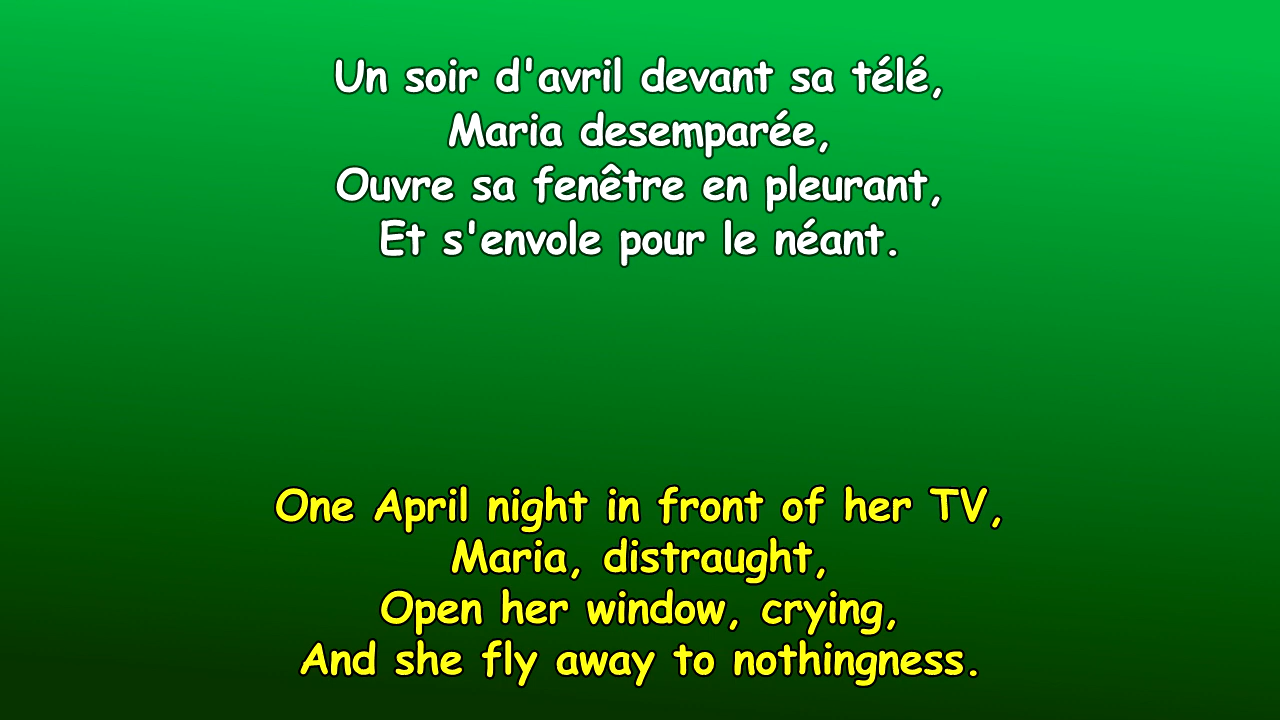 Un soir d'avril devant sa télé,
Maria desemparée,
Ouvre sa fenêtre en pleurant,
Et s'envole pour le néant.
One April night in front of her TV,
Maria, distraught,
Open her window, crying,
And she fly away to nothingness.